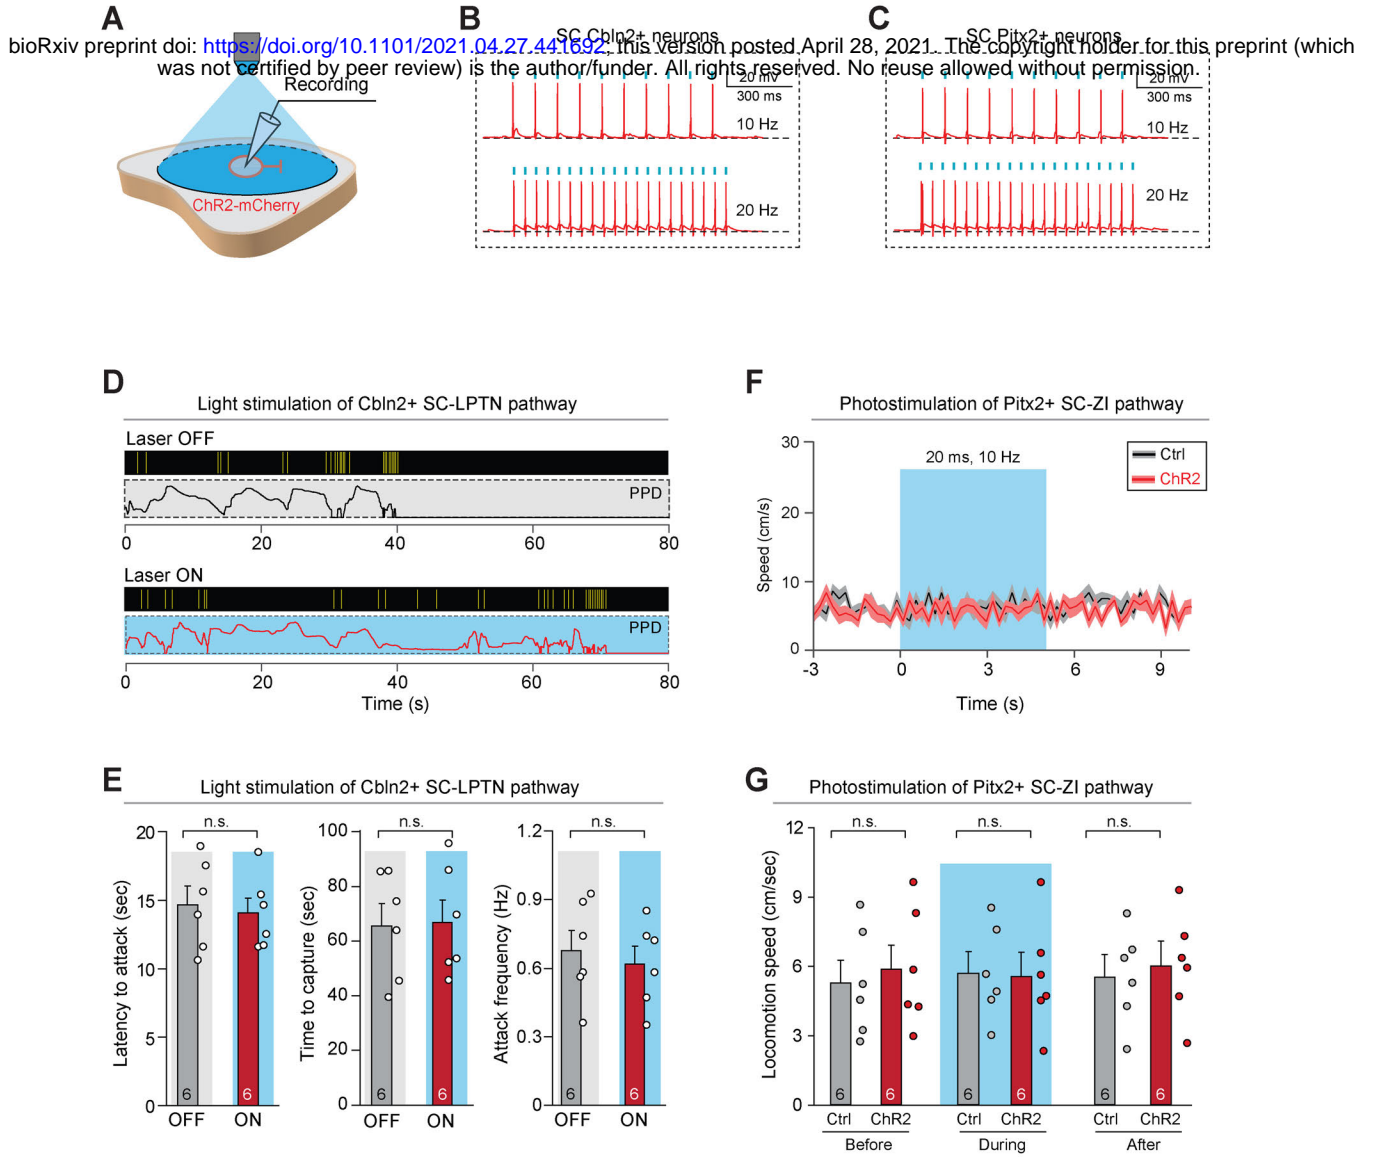 A
B
C
SC Cbln2+ neurons
SC Pitx2+ neurons
bioRxiv preprint doi: https://doi.org/10.1101/2021.04.27.441692; this version posted April 28, 2021. The copyright holder for this preprint (which
was not certified by peer review) is the author/funder. All rights reserved. No reuse allowed without permission.
Recording
ChR2-mCherry
20 mV
300 ms
10 Hz
20 Hz
20 mV
300 ms
10 Hz
20 Hz
D
Light stimulation of Cbln2+ SC-LPTN pathway
Laser OFF
PPD
0 20 40 60 80
Laser ON
PPD
0 20 40 60 80
Time (s)
F
Photostimulation of Pitx2+ SC-ZI pathway
20 ms, 10 Hz
Ctrl
ChR2
Speed (cm/s)
30
20
10
0
-3 0 3 6 9
Time (s)
E
Light stimulation of Cbln2+ SC-LPTN pathway
n.s.
Latency to attack (sec)
20
15
10
5
0
6 6
OFF ON
n.s.
Time to capture (sec)
100
80
60
40
20
0
6 6
OFF ON
n.s.
Attack frequency (Hz)
1.2
0.9
0.6
0.3
0
6 6
OFF ON
G
Photostimulation of Pitx2+ SC-ZI pathway
n.s. n.s. n.s.
Locomotion speed (cm/sec)
12
9
6
3
0
6 6 6 6 6 6
Ctrl ChR2 Ctrl ChR2 Ctrl ChR2
Before During After